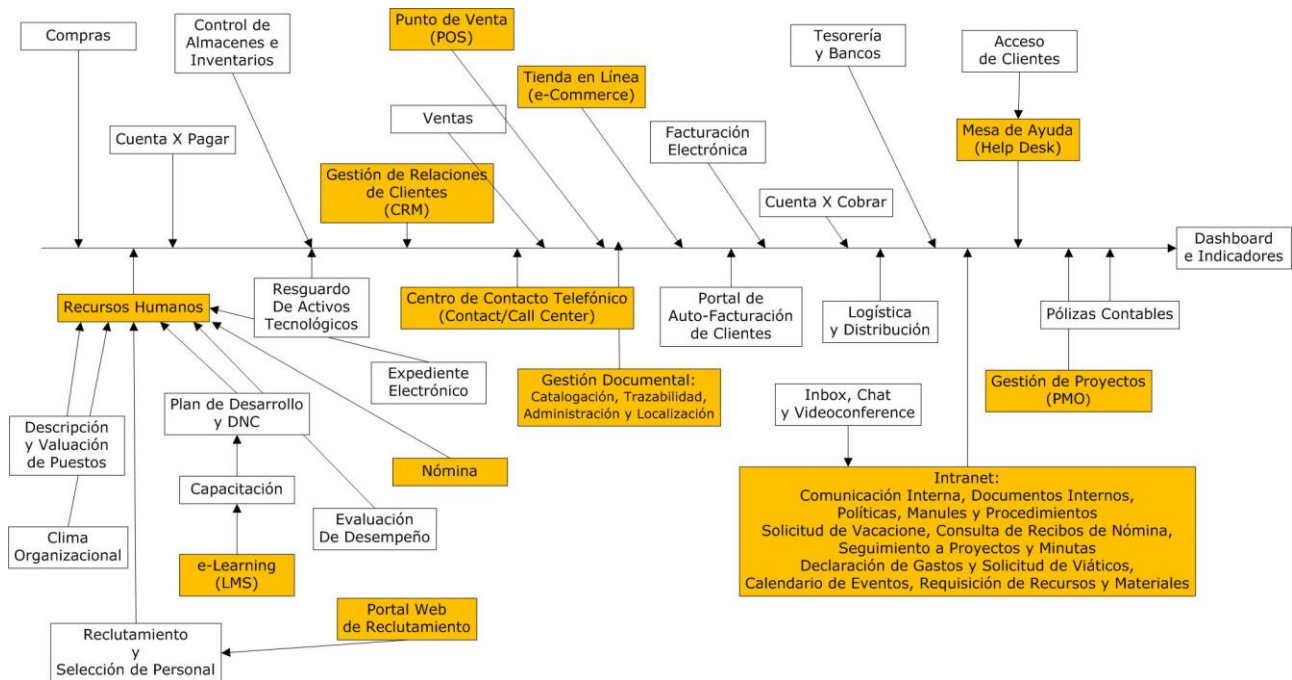 Compras
Control de
Almacenes e
Inventarios
Punto de Venta
(POS)
Tesorería
y Bancos
Acceso
de Clientes
Tienda en Línea
(e-Commerce)
Cuenta X Pagar
Ventas
Facturación
Electrónica
Mesa de Ayuda
(Help Desk)
Gestión de Relaciones
de Clientes
(CRM)
Cuenta X Cobrar
Dashboard
e Indicadores
Recursos Humanos
Resguardo
De Activos
Tecnológicos
Centro de Contacto Telefónico
(Contact/Call Center)
Portal de
Auto-Facturación
de Clientes
Logística
y Distribución
Pólizas Contables
Expediente
Electrónico
Gestión Documental:
Catalogación, Trazabilidad,
Administración y Localización
Gestión de Proyectos
(PMO)
Inbox, Chat
y Videoconference
Descripción
y Valuación
de Puestos
Plan de Desarrollo
y DNC
Nómina
Capacitación
Clima
Organizacional
Evaluación
De Desempeño
e-Learning
(LMS)
Intranet:
Comunicación Interna, Documentos Internos,
Políticas, Manules y Procedimientos
Solicitud de Vacacione, Consulta de Recibos de Nómina,
Seguimiento a Proyectos y Minutas
Declaración de Gastos y Solicitud de Viáticos,
Calendario de Eventos, Requisición de Recursos y Materiales
Portal Web
de Reclutamiento
Reclutamiento
y
Selección de Personal